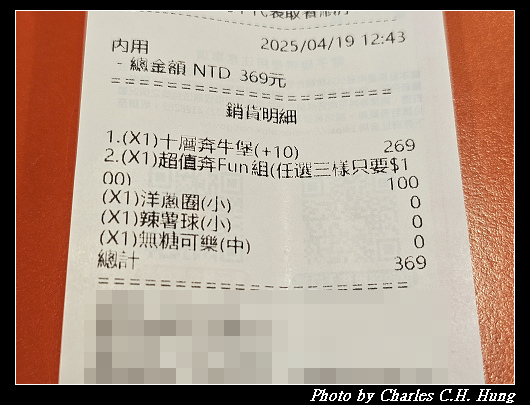 內用 2025/04/19 12:43
- 總金額 NTD 369元
==============================
銷貨明細
1.(X1)十層奔牛堡(+10) 269
2.(X1)超值奔Fun組(任選三樣只要$1
00) 100
(X1)洋蔥圈(小) 0
(X1)辣薯球(小) 0
(X1)無糖可樂(中) 0
總計 369
==============================
Photo by Charles C.H. Hung